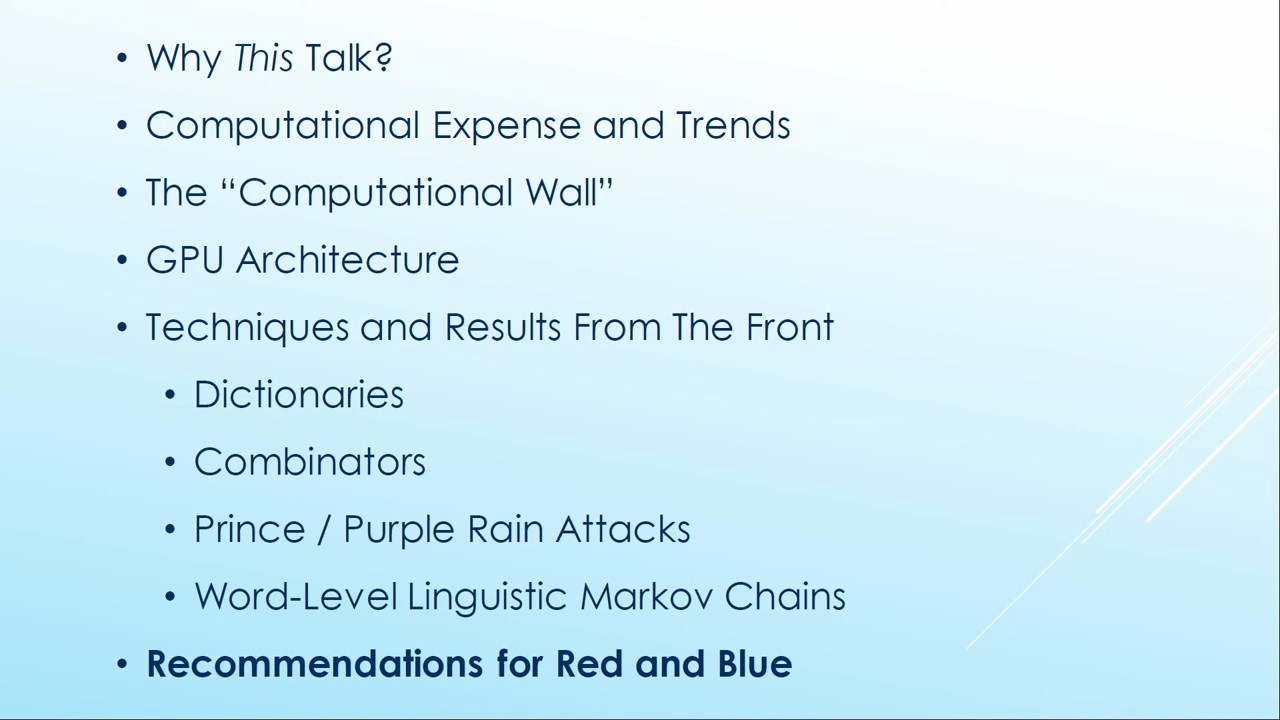 • Why This Talk?
• Computational Expense and Trends
• The “Computational Wall”
• GPU Architecture
• Techniques and Results From The Front
• Dictionaries
• Combinators
• Prince / Purple Rain Attacks
• Word-Level Linguistic Markov Chains
• Recommendations for Red and Blue